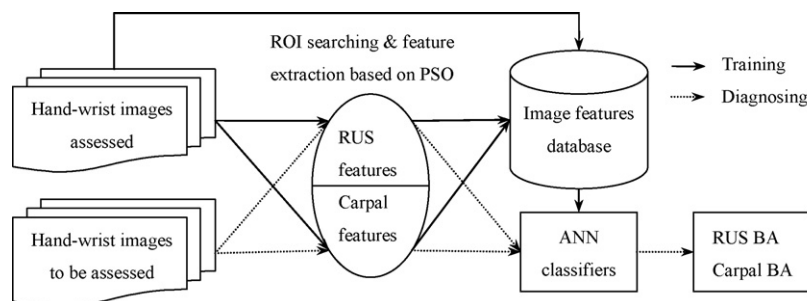 ROI searching & feature
extraction based on PSO
Hand-wrist images
assessed
RUS
features
Carpal
features
Image features
database
Training
Diagnosing
Hand-wrist images
to be assessed
ANN
classifiers
RUS BA
Carpal BA